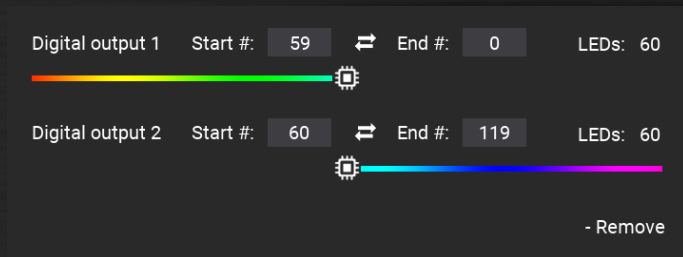 Digital output 1 Start #: 59 End #: 0 LEDs: 60
Digital output 2 Start #: 60 End #: 119 LEDs: 60
- Remove